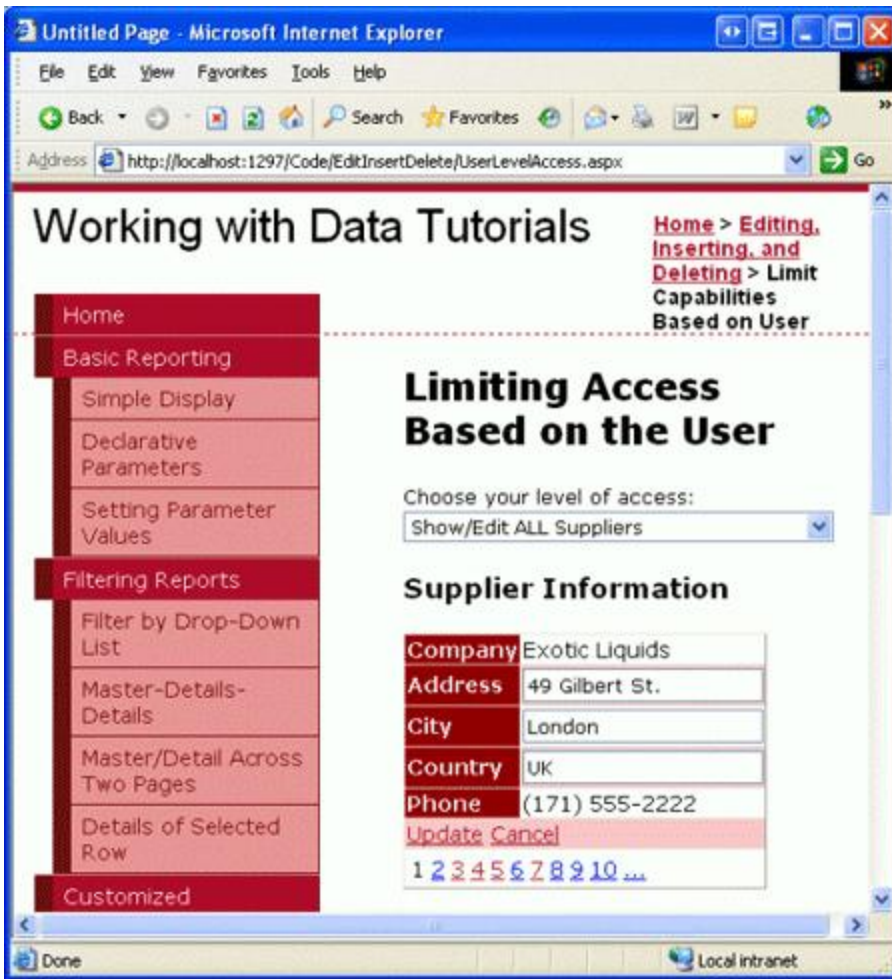 Untitled Page - Microsoft Internet Explorer
File Edit View Favorites Tools Help
Back Search Favorites
Address http://localhost:1297/Code/EditInsertDelete/UserLevelAccess.aspx Go
Working with Data Tutorials
Home > Editing,
Inserting, and
Deleting > Limit
Capabilities
Based on User
Home
Basic Reporting
Simple Display
Declarative
Parameters
Setting Parameter
Values
Filtering Reports
Filter by Drop-Down
List
Master-Details-
Details
Master/Detail Across
Two Pages
Details of Selected
Row
Customized
Limiting Access
Based on the User
Choose your level of access:
Show/Edit ALL Suppliers
Supplier Information
Company Exotic Liquids
Address 49 Gilbert St.
City London
Country UK
Phone (171) 555-2222
Update Cancel
1 2 3 4 5 6 7 8 9 10 ...
Done Local intranet